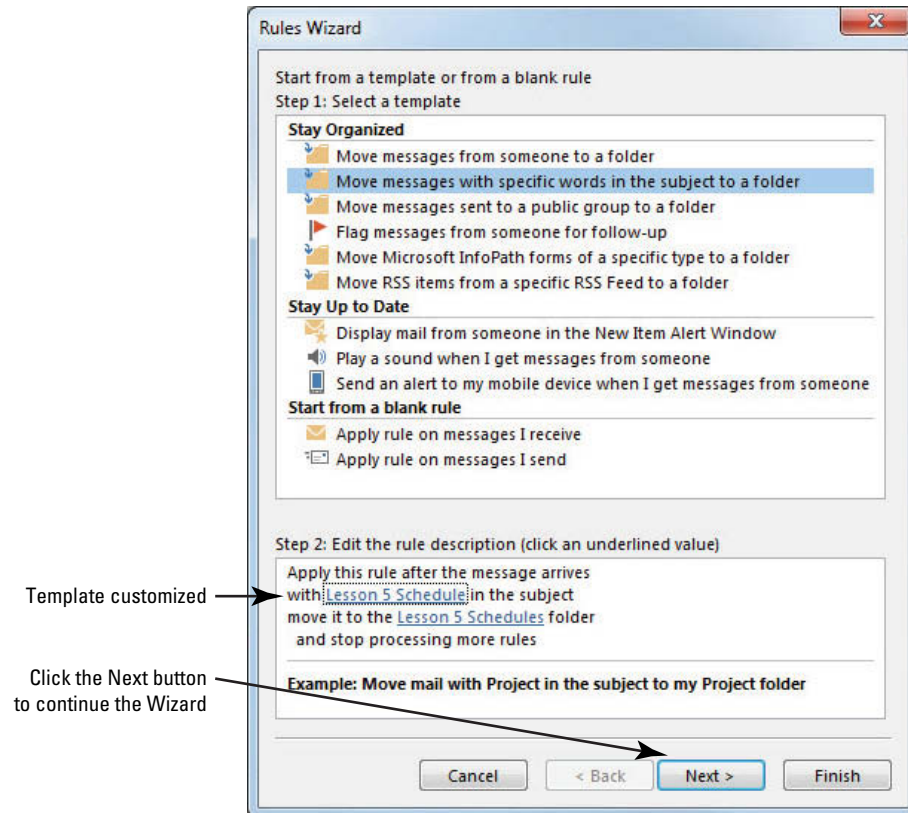 Rules Wizard
Start from a template or from a blank rule
Step 1: Select a template
Stay Organized
Move messages from someone to a folder
Move messages with specific words in the subject to a folder
Move messages sent to a public group to a folder
Flag messages from someone for follow-up
Move Microsoft InfoPath forms of a specific type to a folder
Move RSS items from a specific RSS Feed to a folder
Stay Up to Date
Display mail from someone in the New Item Alert Window
Play a sound when I get messages from someone
Send an alert to my mobile device when I get messages from someone
Start from a blank rule
Apply rule on messages I receive
Apply rule on messages I send
Step 2: Edit the rule description (click an underlined value)
Apply this rule after the message arrives
with Lesson 5 Schedule in the subject
move it to the Lesson 5 Schedules folder
and stop processing more rules
Example: Move mail with Project in the subject to my Project folder
Template customized
Click the Next button
to continue the Wizard
Cancel
< Back
Next >
Finish